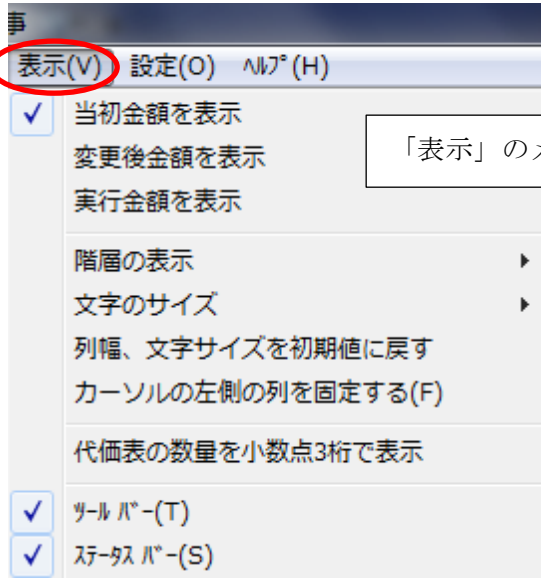 事
表示(V) 設定(O) ﾍﾙﾌﾟ(H)
当初金額を表示
変更後金額を表示
「表示」のメ
実行金額を表示
階層の表示
文字のサイズ
列幅、文字サイズを初期値に戻す
カーソルの左側の列を固定する(F)
代価表の数量を小数点3桁で表示
ﾂｰﾙ ﾊﾞｰ(T)
ｽﾃｰﾀｽ ﾊﾞｰ(S)